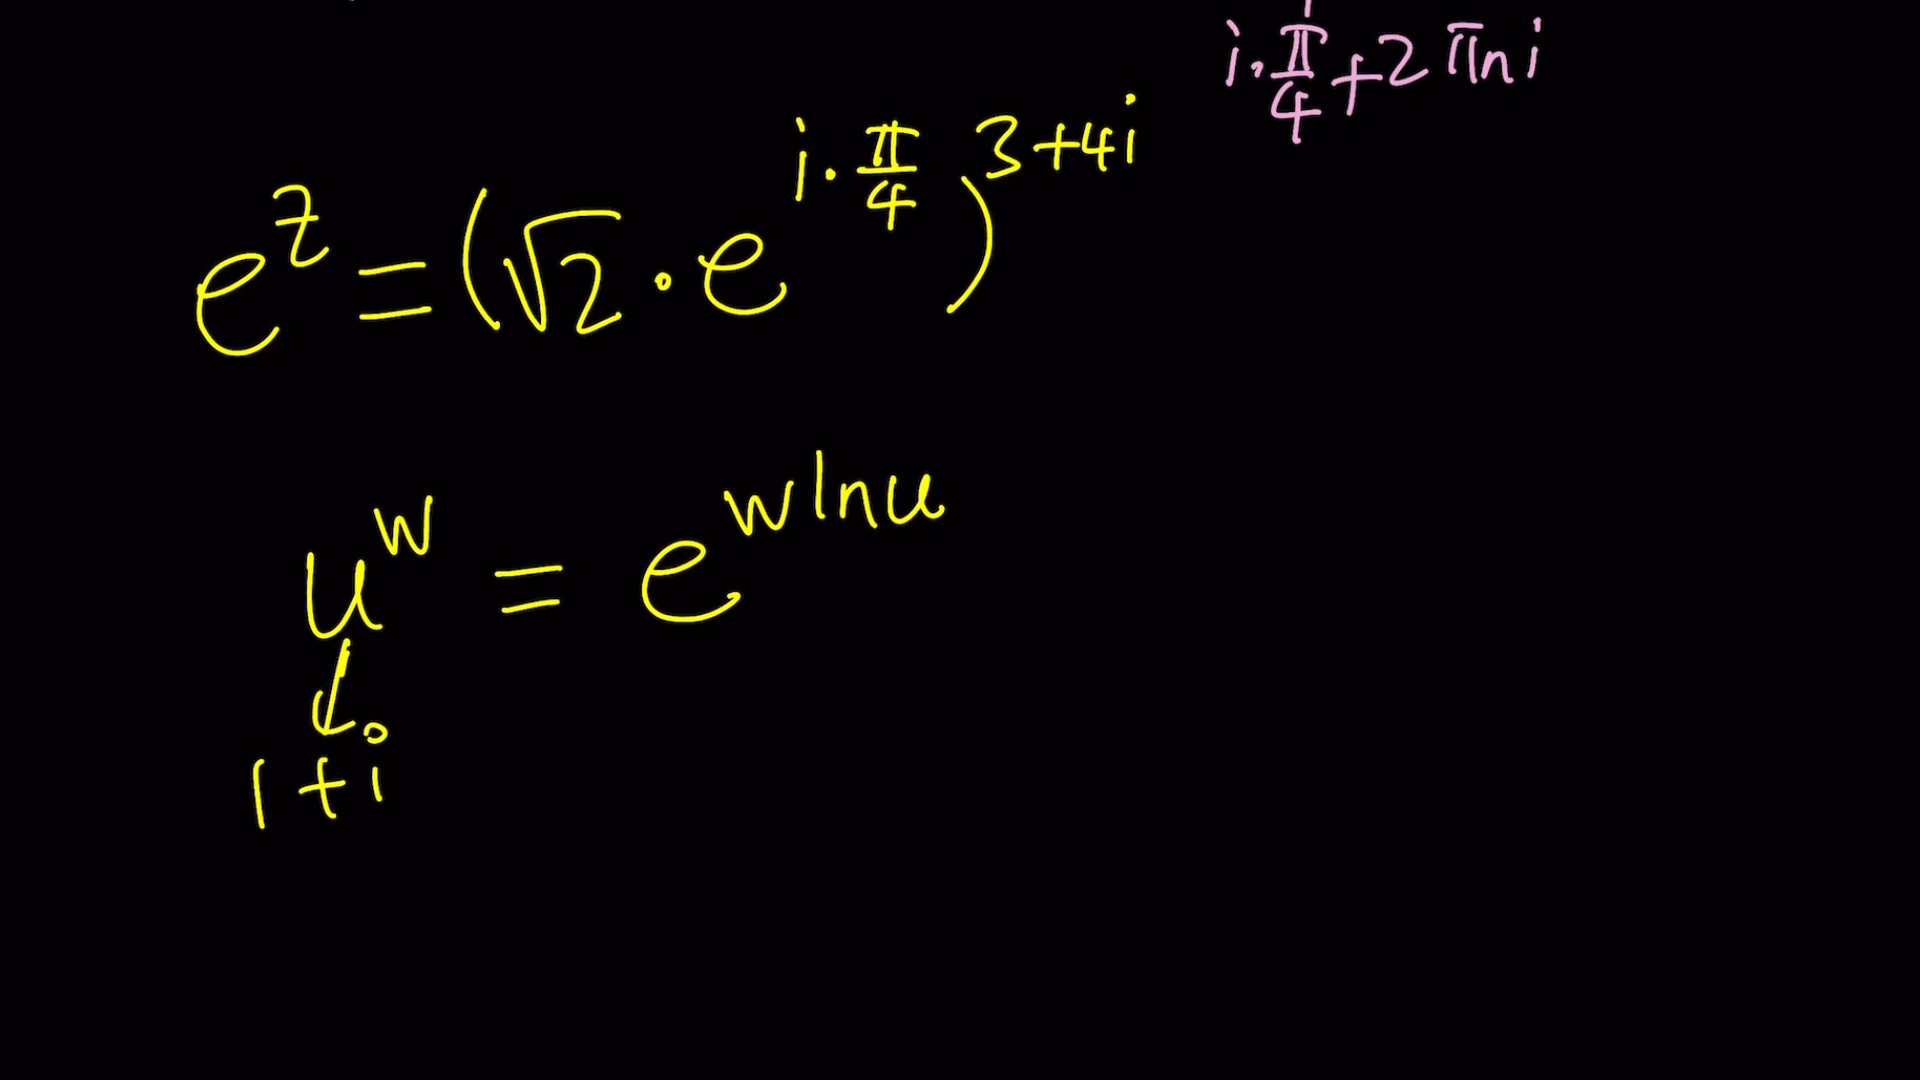 i·π/4 + 2πni
e^z = (√2 · e^(i·π/4))^(3+4i)
u^w = e^(w ln u)
1 + i